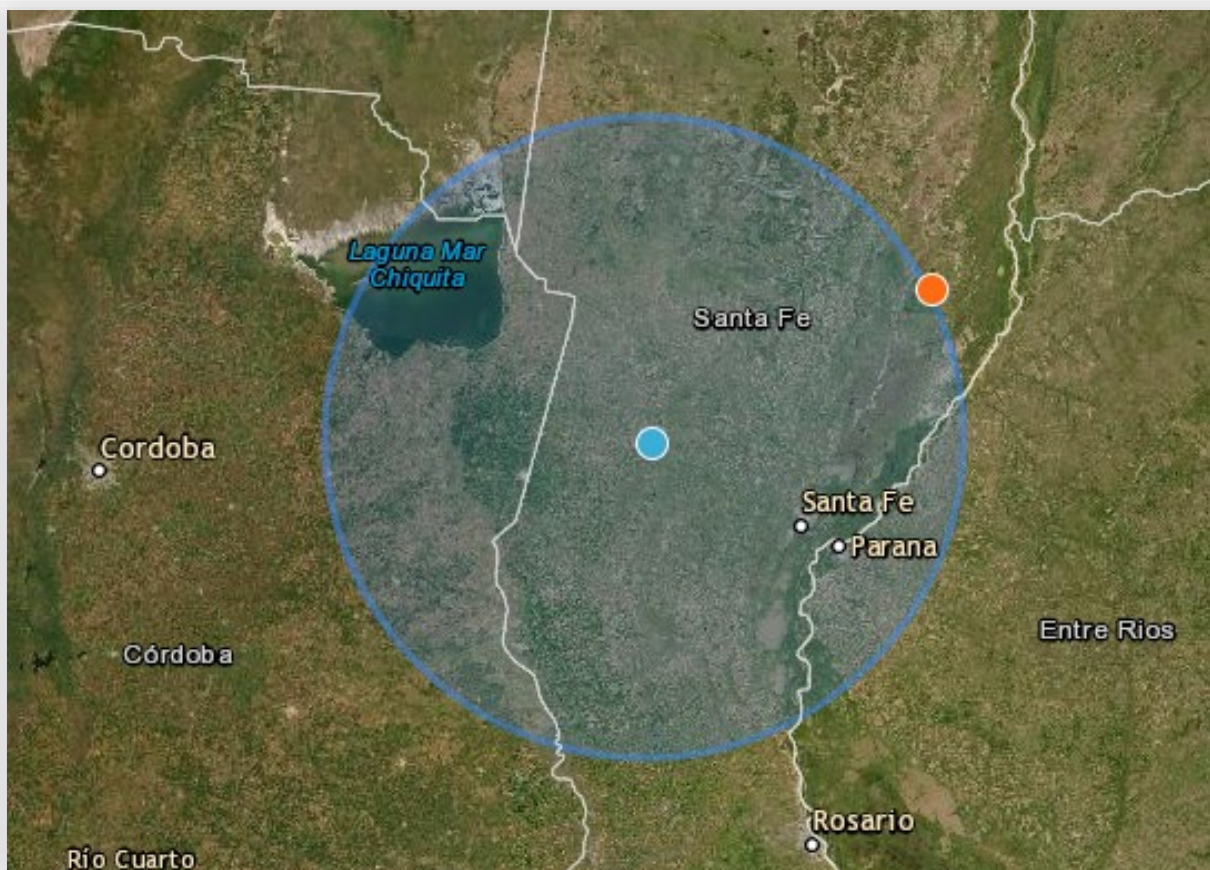 Laguna Mar
Chiquita
Santa Fe
Cordoba
Santa Fe
Parana
Entre Rios
Córdoba
Rosario
Río Cuarto